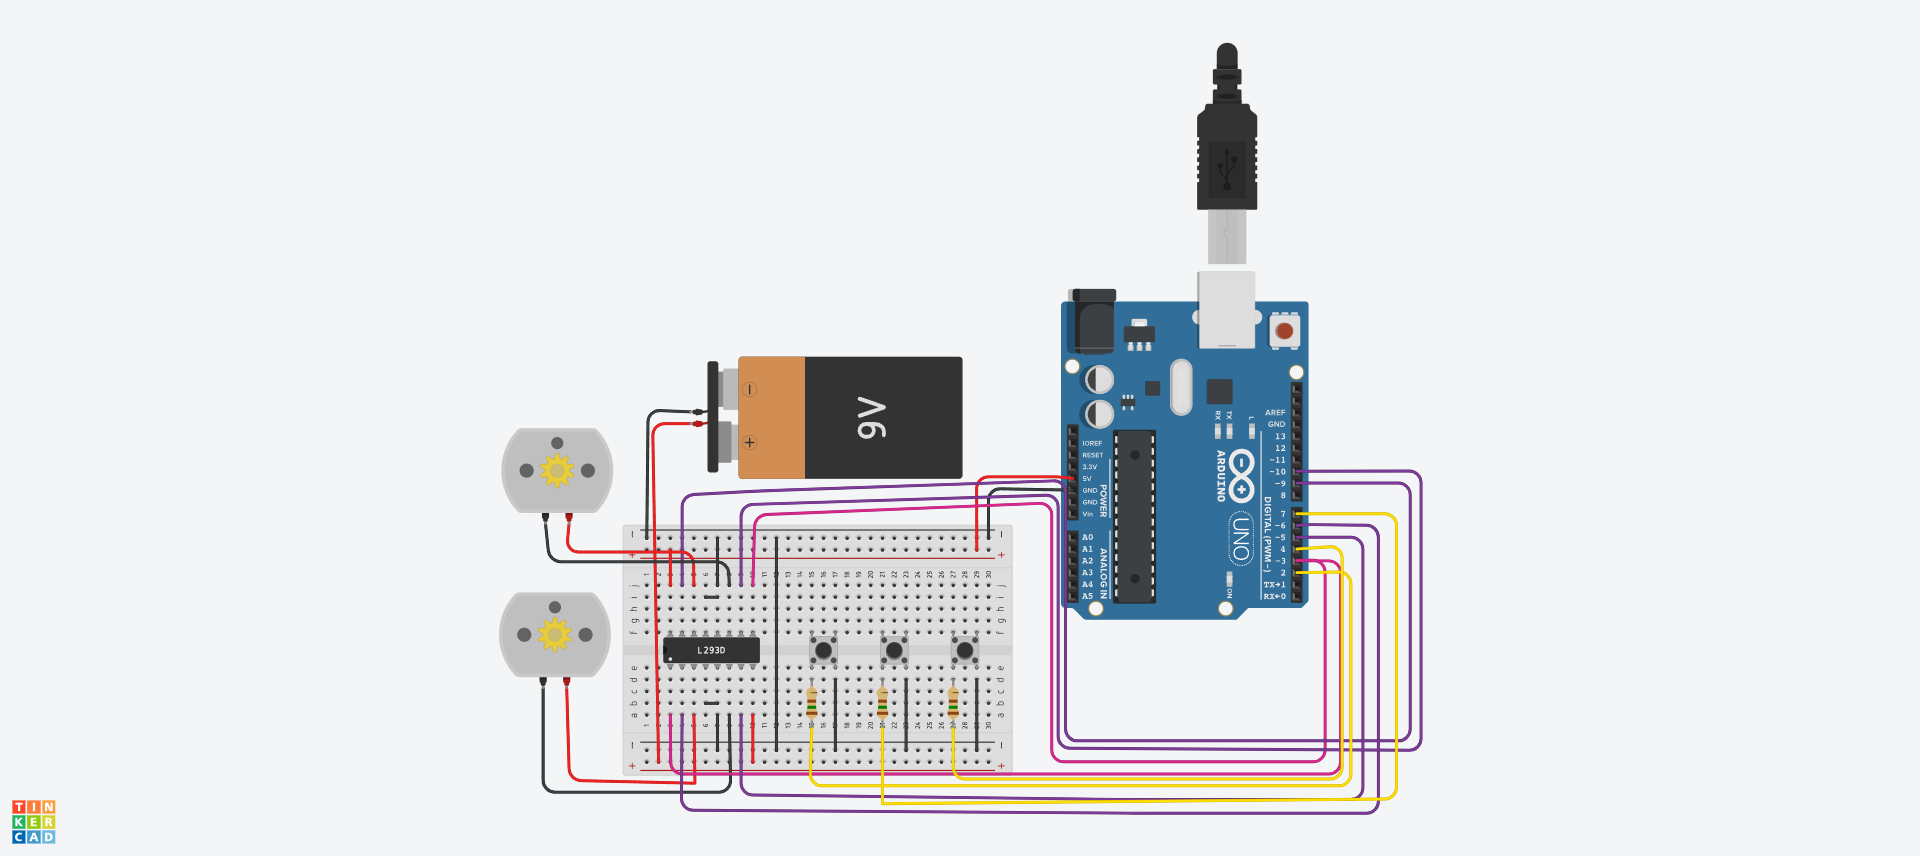 9V
+
L293D
IOREF
RESET
3.3V
5V
GND
GND
Vin
POWER
A0
A1
A2
A3
A4
A5
ANALOG IN
AREF
GND
13
12
~11
~10
~9
8
7
~6
~5
4
~3
2
TX→1
RX←0
DIGITAL (PWM~)
RX
TX
L
ARDUINO
UNO
ON
j
i
h
g
f
e
d
c
b
a
TIN
KER
CAD